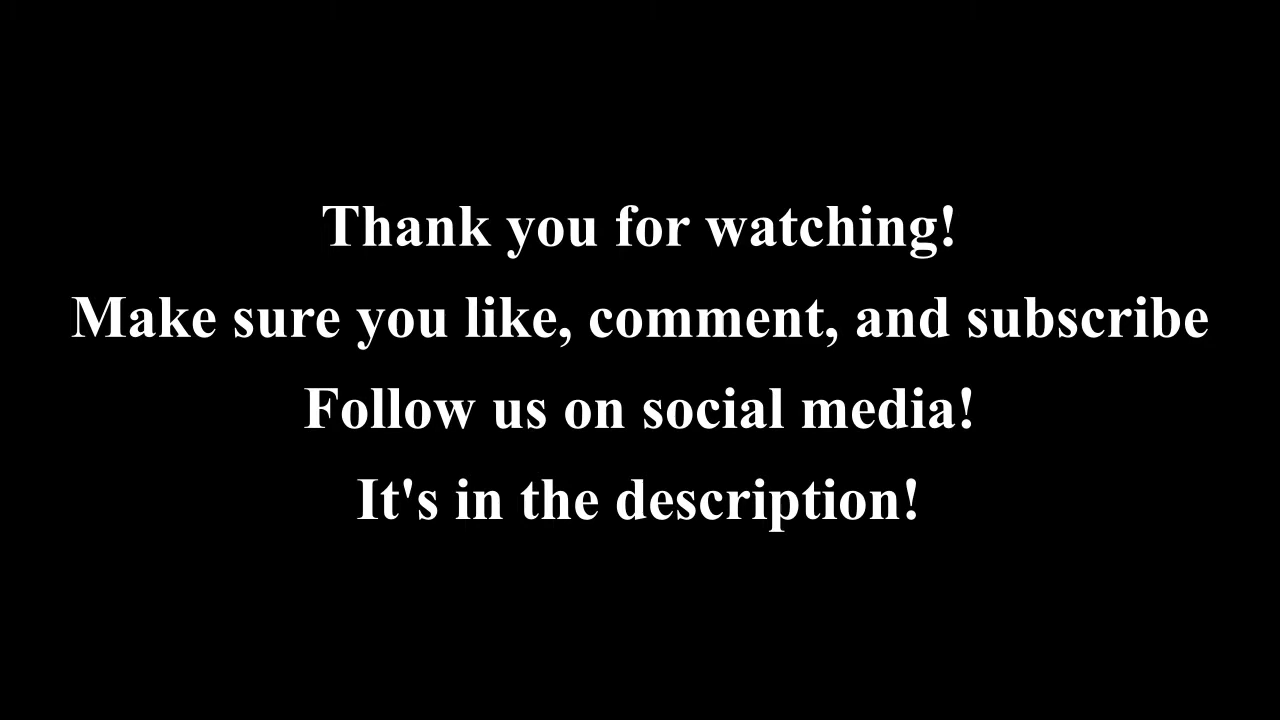 Thank you for watching!
Make sure you like, comment, and subscribe
Follow us on social media!
It's in the description!